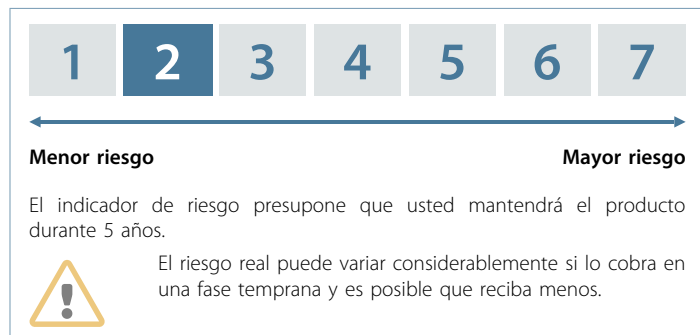 1 2 3 4 5 6 7
Menor riesgo Mayor riesgo
El indicador de riesgo presupone que usted mantendrá el producto
durante 5 años.
El riesgo real puede variar considerablemente si lo cobra en
una fase temprana y es posible que reciba menos.